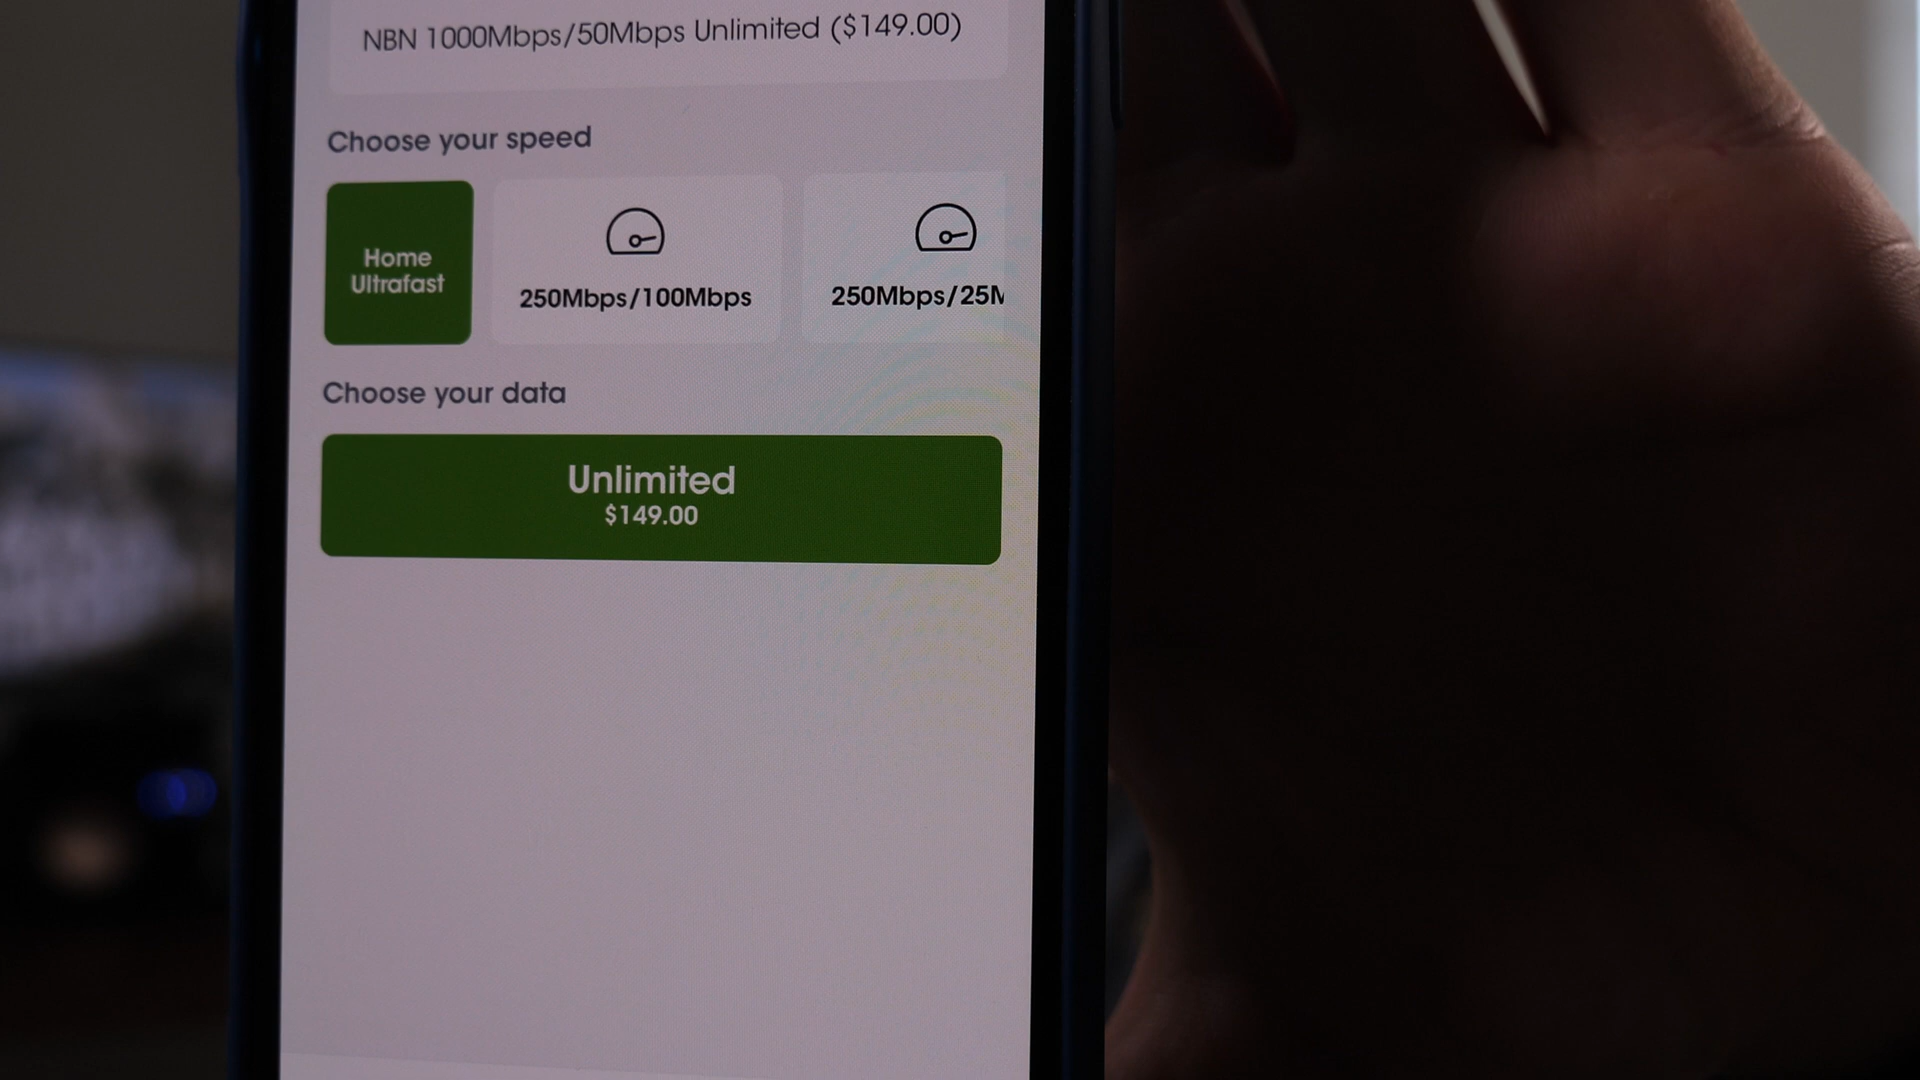 NBN 1000Mbps/50Mbps Unlimited ($149.00)
Choose your speed
Home
Ultrafast
250Mbps/100Mbps
250Mbps/25M
Choose your data
Unlimited
$149.00